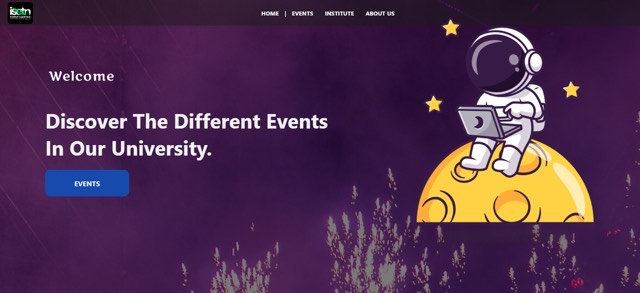 isetn
HOME | EVENTS INSTITUTE ABOUT US
Welcome
Discover The Different Events
In Our University.
EVENTS